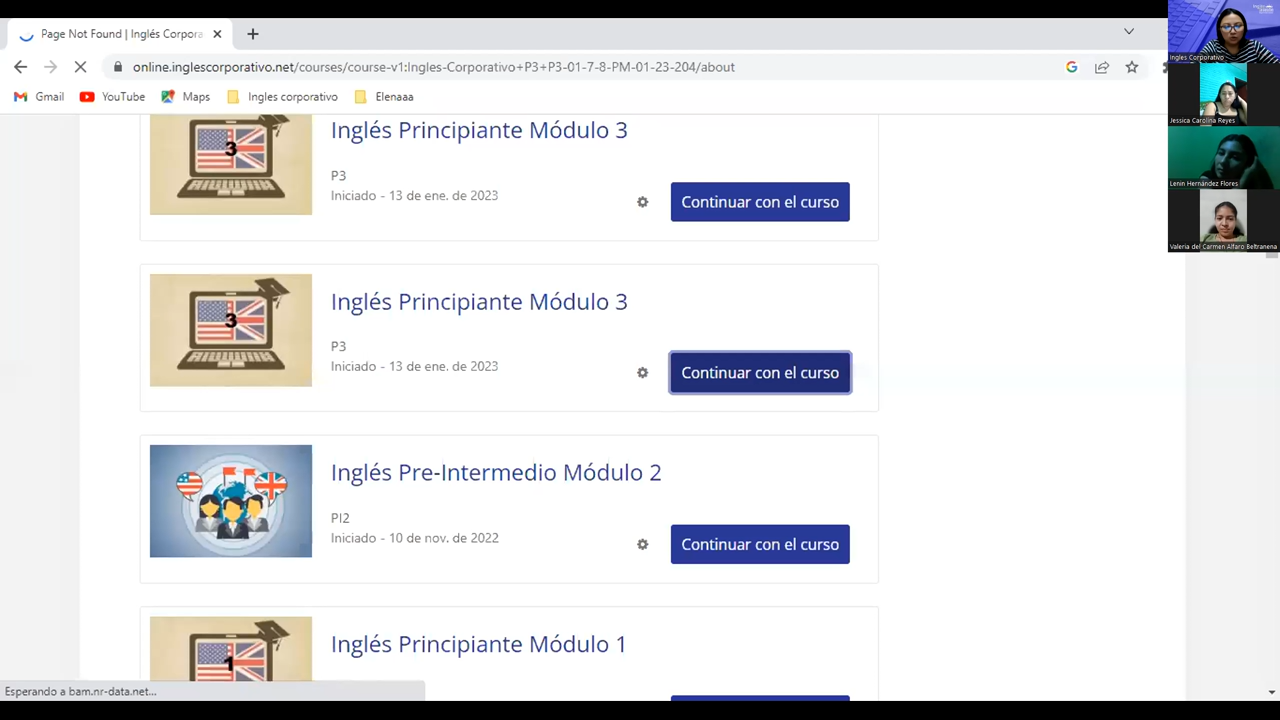 Page Not Found | Inglés Corpora
online.inglescorporativo.net/courses/course-v1:Ingles-Corporativo+P3+P3-01-7-8-PM-01-23-204/about
Gmail YouTube Maps Ingles corporativo Elenaaa
Ingles Corporativo
Jessica Carolina Reyes
Lenin Hernández Flores
Valeria del Carmen Alfaro Beltranena
3
Inglés Principiante Módulo 3
P3
Iniciado - 13 de ene. de 2023
Continuar con el curso
3
Inglés Principiante Módulo 3
P3
Iniciado - 13 de ene. de 2023
Continuar con el curso
Inglés Pre-Intermedio Módulo 2
PI2
Iniciado - 10 de nov. de 2022
Continuar con el curso
1
Inglés Principiante Módulo 1
Esperando a bam.nr-data.net...